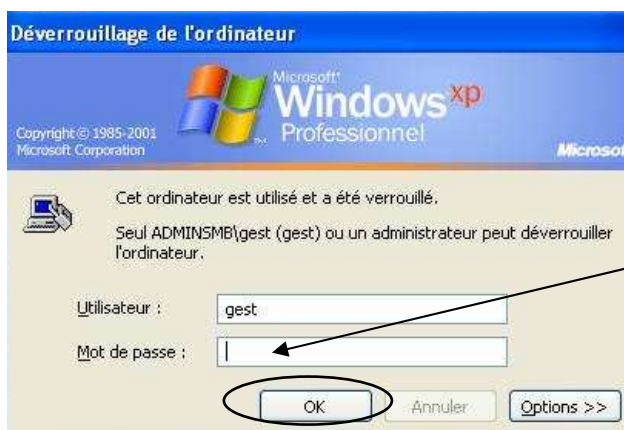 Déverrouillage de l'ordinateur
Microsoft
Windows xp
Professionnel
Copyright © 1985-2001
Microsoft Corporation
Microsof
Cet ordinateur est utilisé et a été verrouillé.
Seul ADMINSMB\gest (gest) ou un administrateur peut déverrouiller
l'ordinateur.
Utilisateur :
gest
Mot de passe :
OK
Annuler
Options >>